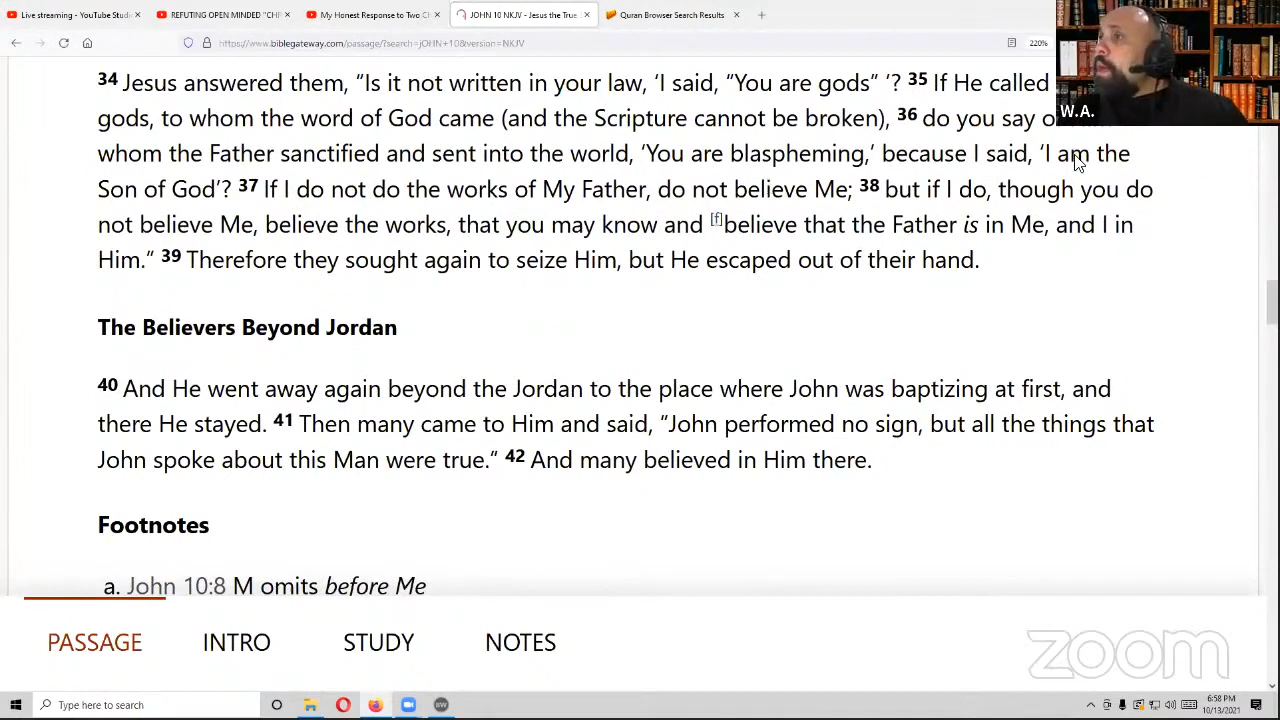 Live streaming - YouTube Studi
REFUTING OPEN MINDED "CHRI
My Honest Response to Two Ch
JOHN 10 NKJV - Jesus the True S
Quran Browser Search Results
https://www.biblegateway.com/passage/?search=JOHN+10&version=NKJV
220%
W.A.
34 Jesus answered them, “Is it not written in your law, ‘I said, “You are gods” ’? 35 If He called
gods, to whom the word of God came (and the Scripture cannot be broken), 36 do you say o
whom the Father sanctified and sent into the world, ‘You are blaspheming,’ because I said, ‘I am the
Son of God’? 37 If I do not do the works of My Father, do not believe Me; 38 but if I do, though you do
not believe Me, believe the works, that you may know and [f]believe that the Father is in Me, and I in
Him.” 39 Therefore they sought again to seize Him, but He escaped out of their hand.
The Believers Beyond Jordan
40 And He went away again beyond the Jordan to the place where John was baptizing at first, and
there He stayed. 41 Then many came to Him and said, “John performed no sign, but all the things that
John spoke about this Man were true.” 42 And many believed in Him there.
Footnotes
a. John 10:8 M omits before Me
PASSAGE INTRO STUDY NOTES
zoom
Type here to search
BW
6:58 PM
10/13/2021